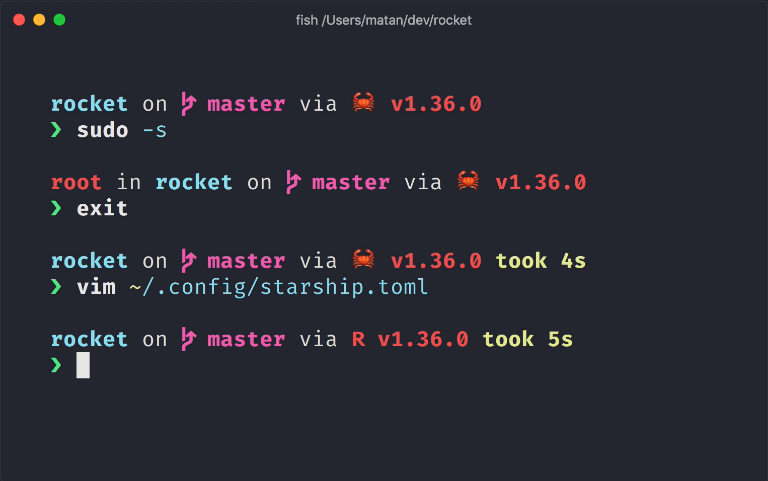 fish /Users/matan/dev/rocket
rocket on master via 🦀 v1.36.0
❯ sudo -s
root in rocket on master via 🦀 v1.36.0
❯ exit
rocket on master via 🦀 v1.36.0 took 4s
❯ vim ~/.config/starship.toml
rocket on master via R v1.36.0 took 5s
❯